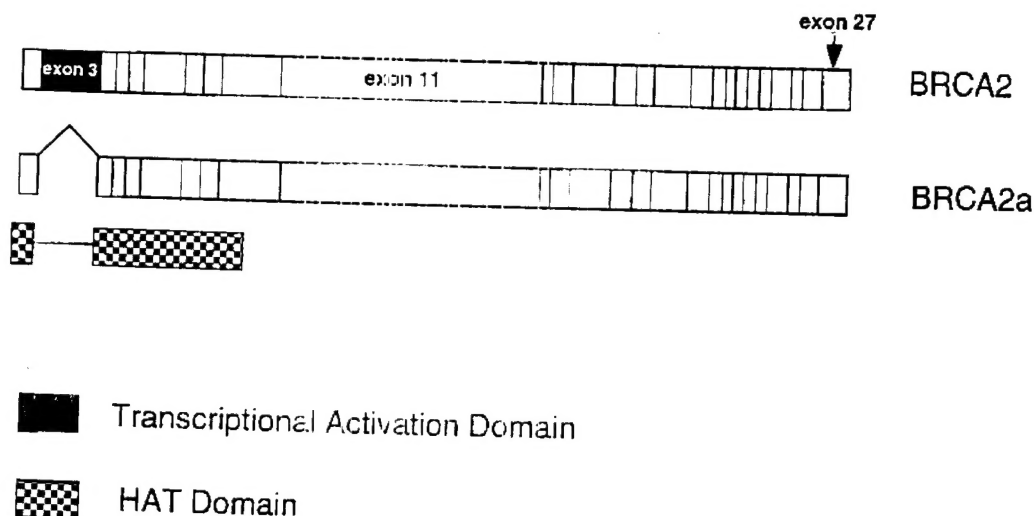 exon 27
exon 3
exon 11
BRCA2
BRCA2a
Transcriptional Activation Domain
HAT Domain